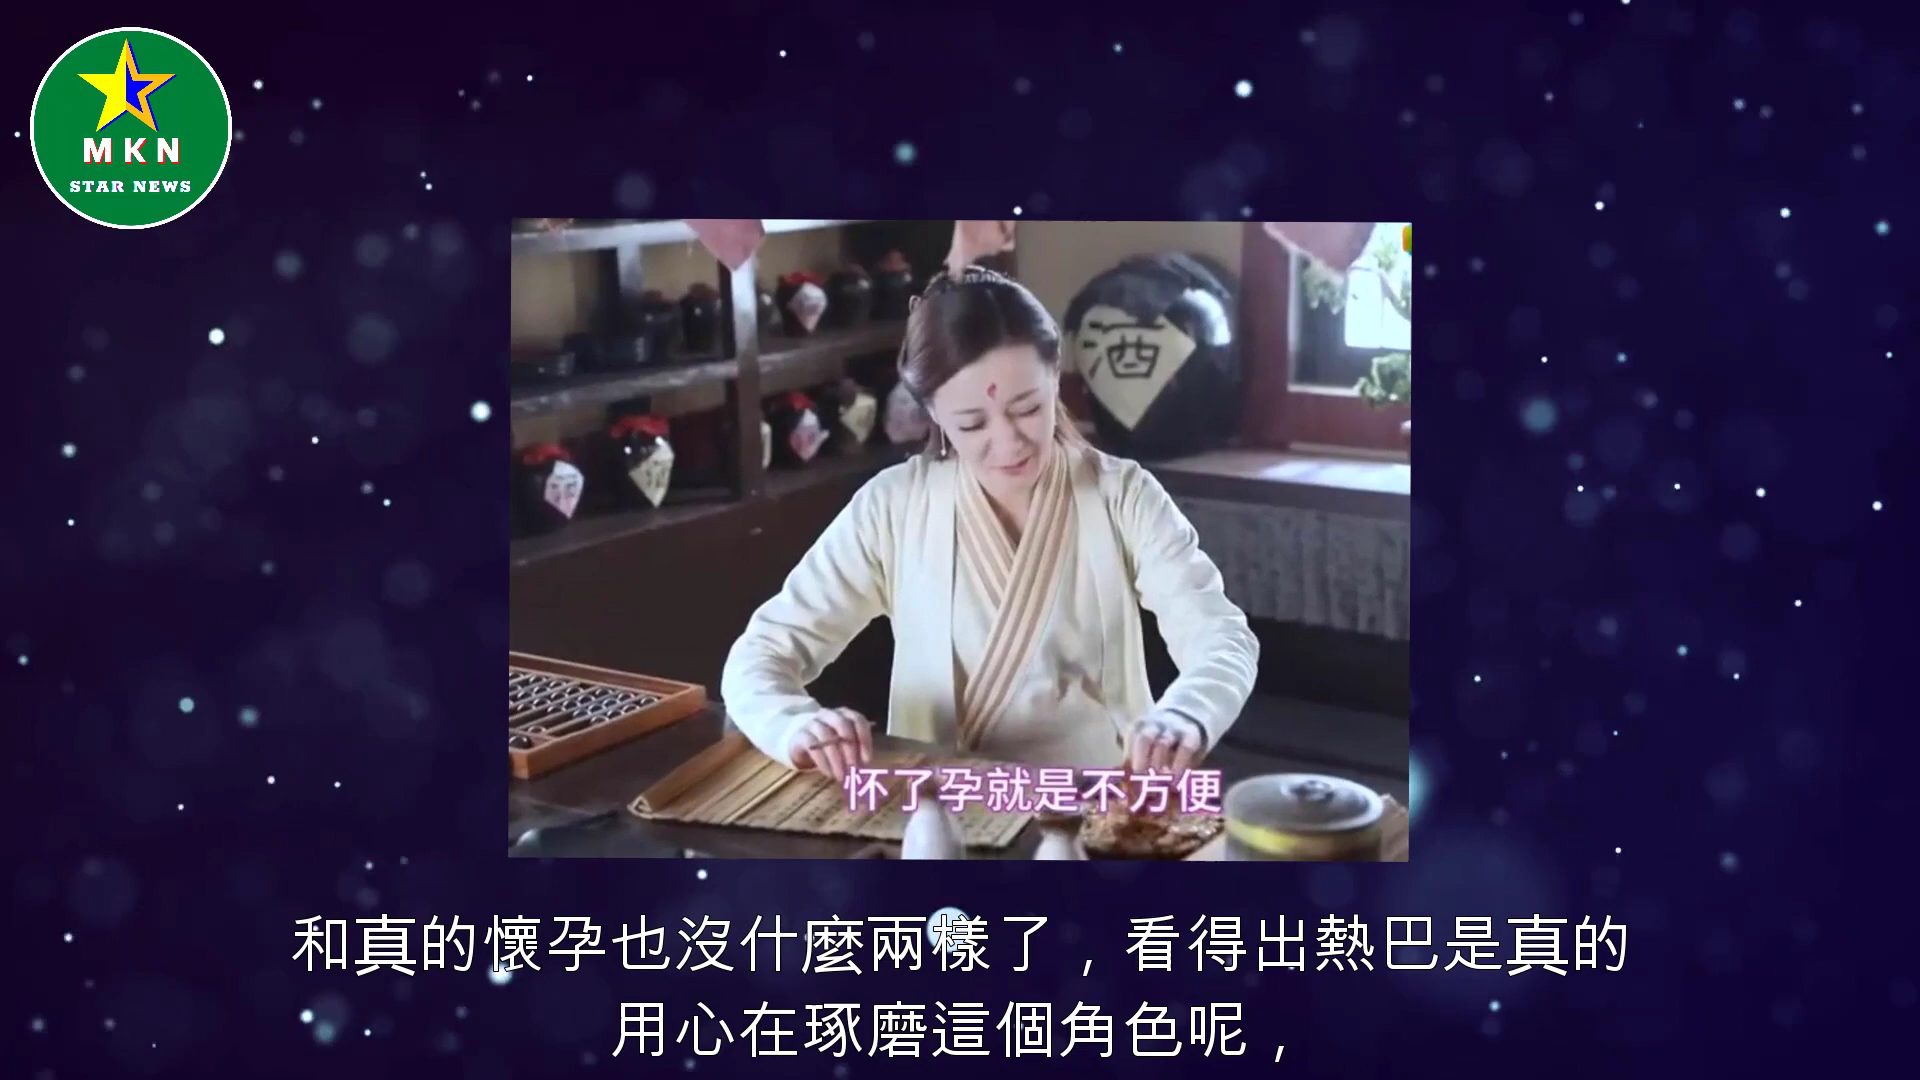 MKN
STAR NEWS
酒
怀了孕就是不方便
和真的懷孕也沒什麼兩樣了，看得出熱巴是真的
用心在琢磨這個角色呢，